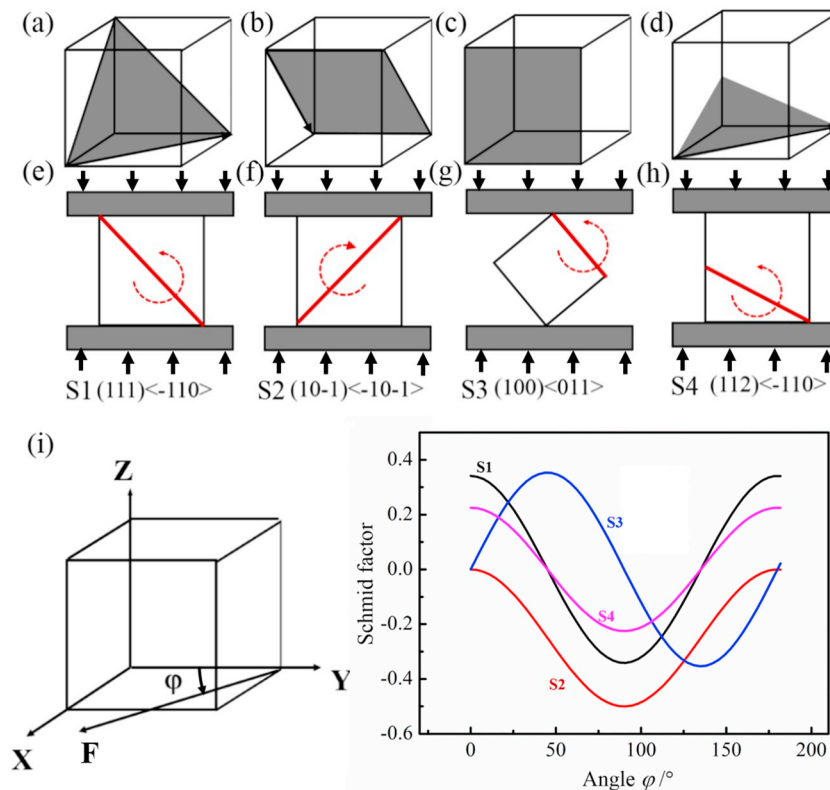 (a) (b) (c) (d)
(e) (f) (g) (h)
S1 (111)<-110> S2 (10-1)<-10-1> S3 (100)<011> S4 (112)<-110>
(i)
Z
Y
X
F
φ
S1
S3
S4
S2
Schmid factor
0.4
0.2
0.0
-0.2
-0.4
-0.6
0 50 100 150 200
Angle φ /°